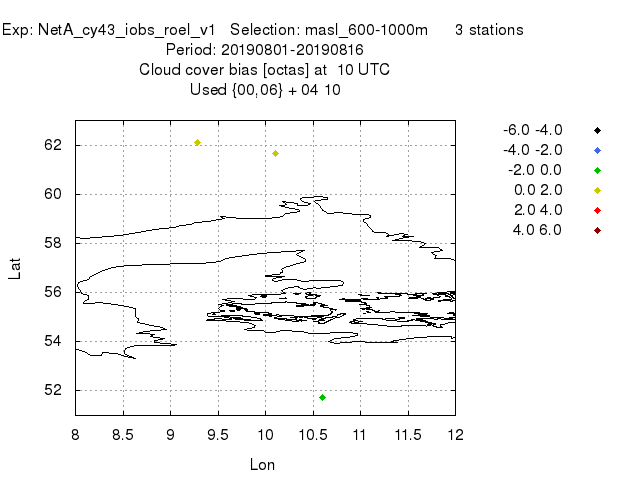 Exp: NetA_cy43_iobs_roel_v1 Selection: masl_600-1000m 3 stations
Period: 20190801-20190816
Cloud cover bias [octas] at 10 UTC
Used {00,06} + 04 10
-6.0 -4.0
-4.0 -2.0
-2.0 0.0
0.0 2.0
2.0 4.0
4.0 6.0
62
60
58
56
54
52
Lat
8 8.5 9 9.5 10 10.5 11 11.5 12
Lon